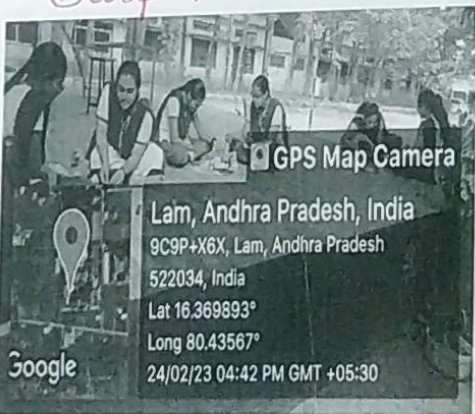 GPS Map Camera
Lam, Andhra Pradesh, India
9C9P+X6X, Lam, Andhra Pradesh
522034, India
Lat 16.369893°
Long 80.43567°
24/02/23 04:42 PM GMT +05:30
Google